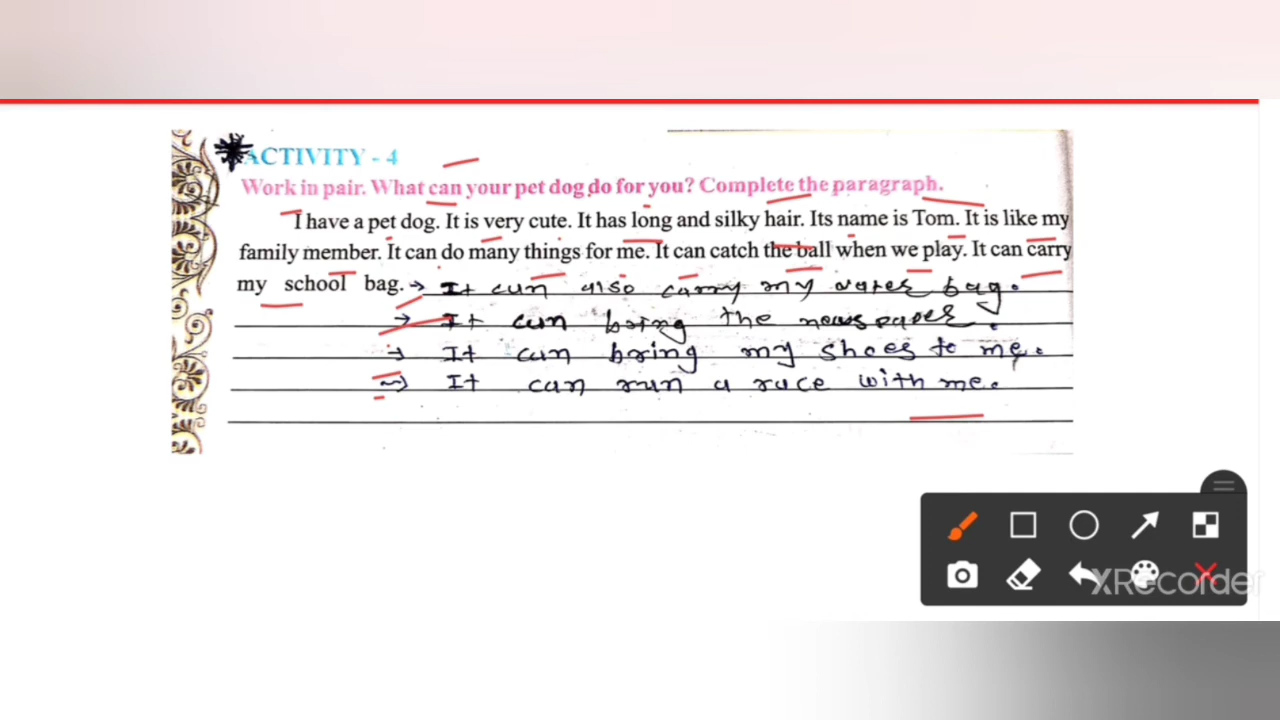 ACTIVITY - 4
Work in pair. What can your pet dog do for you? Complete the paragraph.
I have a pet dog. It is very cute. It has long and silky hair. Its name is Tom. It is like my
family member. It can do many things for me. It can catch the ball when we play. It can carry
my school bag. → It can also carry my water bag.
→ It can bring the newspaper.
→ It can bring my shoes to me.
→ It can run a race with me.
XRecorder